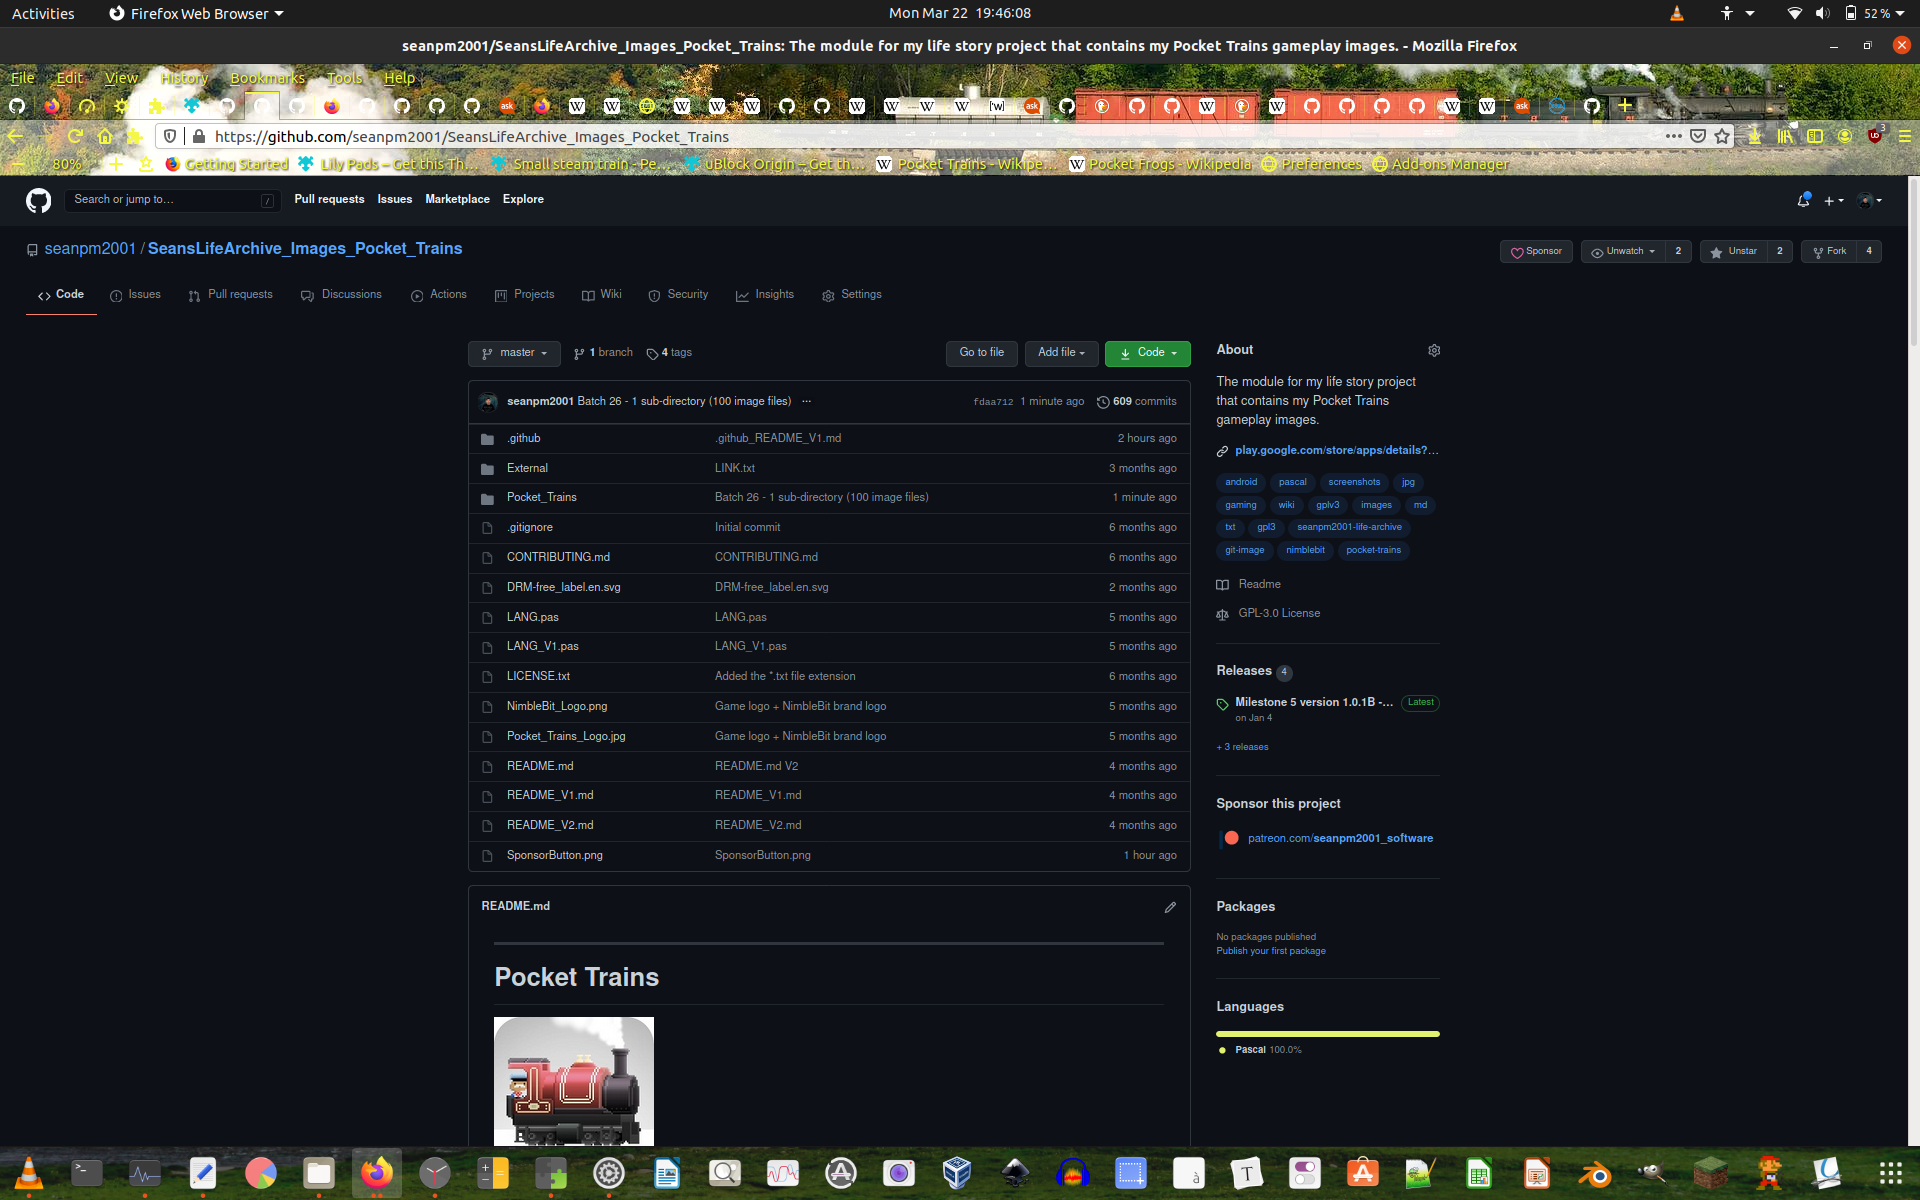 Activities Firefox Web Browser Mon Mar 22 19:46:08 52 %
seanpm2001/SeansLifeArchive_Images_Pocket_Trains: The module for my life story project that contains my Pocket Trains gameplay images. - Mozilla Firefox
File Edit View History Bookmarks Tools Help
https://github.com/seanpm2001/SeansLifeArchive_Images_Pocket_Trains
80% Getting Started Lily Pads – Get this Th… Small steam train - Pe… uBlock Origin – Get th… Pocket Trains - Wikipe… Pocket Frogs - Wikipedia Preferences Add-ons Manager
Search or jump to… / Pull requests Issues Marketplace Explore
seanpm2001 / SeansLifeArchive_Images_Pocket_Trains Sponsor Unwatch 2 Unstar 2 Fork 4
Code Issues Pull requests Discussions Actions Projects Wiki Security Insights Settings
master 1 branch 4 tags Go to file Add file Code
seanpm2001 Batch 26 - 1 sub-directory (100 image files) ... fdaa712 1 minute ago 609 commits
.github .github_README_V1.md 2 hours ago
External LINK.txt 3 months ago
Pocket_Trains Batch 26 - 1 sub-directory (100 image files) 1 minute ago
.gitignore Initial commit 6 months ago
CONTRIBUTING.md CONTRIBUTING.md 6 months ago
DRM-free_label.en.svg DRM-free_label.en.svg 2 months ago
LANG.pas LANG.pas 5 months ago
LANG_V1.pas LANG_V1.pas 5 months ago
LICENSE.txt Added the *.txt file extension 6 months ago
NimbleBit_Logo.png Game logo + NimbleBit brand logo 5 months ago
Pocket_Trains_Logo.jpg Game logo + NimbleBit brand logo 5 months ago
README.md README.md V2 4 months ago
README_V1.md README_V1.md 4 months ago
README_V2.md README_V2.md 4 months ago
SponsorButton.png SponsorButton.png 1 hour ago
README.md
Pocket Trains
About
The module for my life story project
that contains my Pocket Trains
gameplay images.
play.google.com/store/apps/details?…
android pascal screenshots jpg
gaming wiki gplv3 images md
txt gpl3 seanpm2001-life-archive
git-image nimblebit pocket-trains
Readme
GPL-3.0 License
Releases 4
Milestone 5 version 1.0.1B -… Latest
on Jan 4
+ 3 releases
Sponsor this project
patreon.com/seanpm2001_software
Packages
No packages published
Publish your first package
Languages
Pascal 100.0%